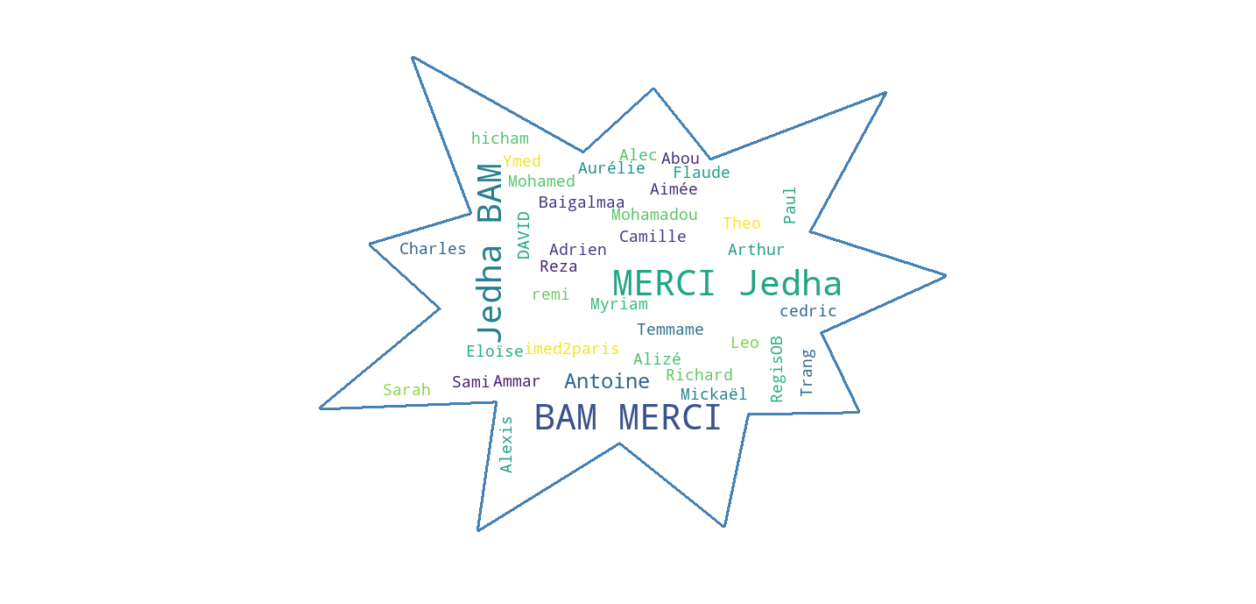 hicham
Alec
Abou
Ymed
Aurélie
Flaude
Mohamed
Aimée
Jedha BAM
Baigalmaa
Paul
Mohamadou
Theo
DAVID
Camille
Charles
Adrien
Arthur
Reza
MERCI Jedha
remi
Myriam
cedric
Temmame
Leo
Eloïse
imed2paris
Alizé
RegisOB
Trang
Richard
Sarah
Sami
Ammar
Antoine
Mickaël
BAM MERCI
Alexis